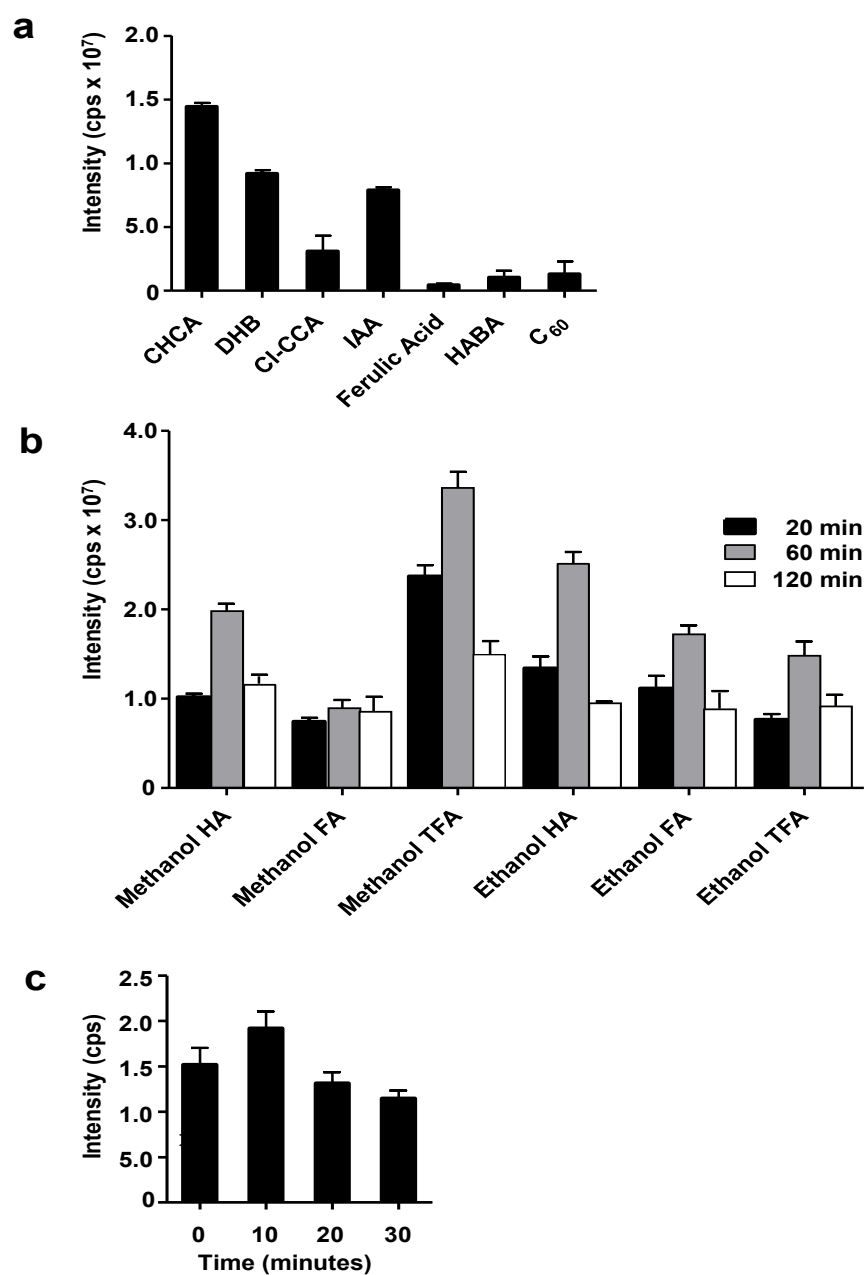 a
Intensity (cps x 10⁷)
2.0
1.5
1.0
5.0
0
CHCA
DHB
Cl-CCA
IAA
Ferulic Acid
HABA
C₆₀
b
Intensity (cps x 10⁷)
4.0
3.0
2.0
1.0
0
20 min
60 min
120 min
Methanol HA
Methanol FA
Methanol TFA
Ethanol HA
Ethanol FA
Ethanol TFA
c
Intensity (cps)
2.5
2.0
1.5
1.0
5.0
0
0 10 20 30
Time (minutes)